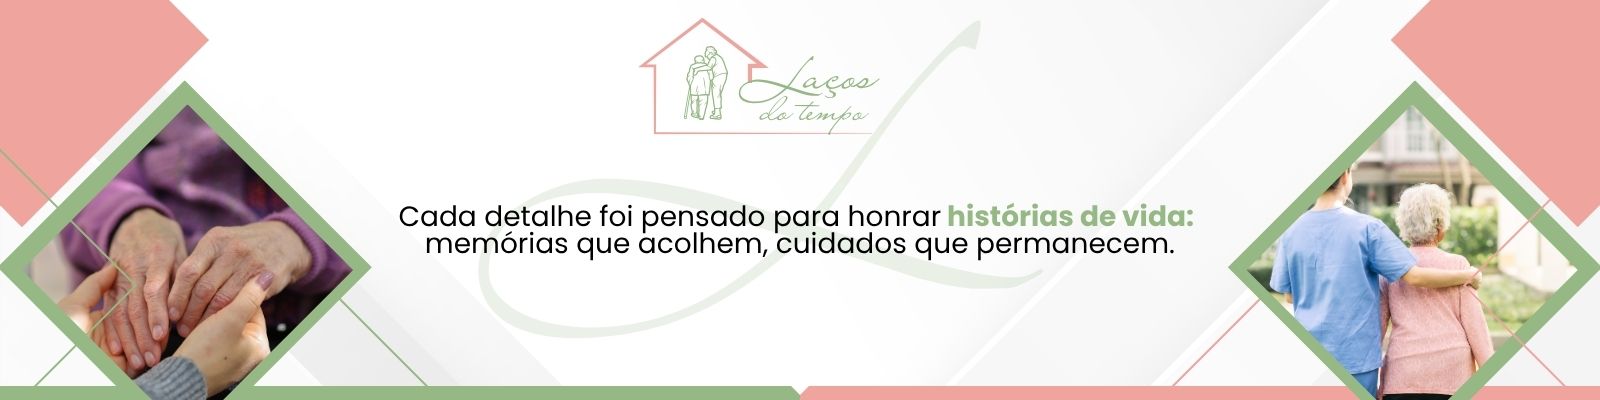 Laços
do tempo
Cada detalhe foi pensado para honrar histórias de vida:
memórias que acolhem, cuidados que permanecem.